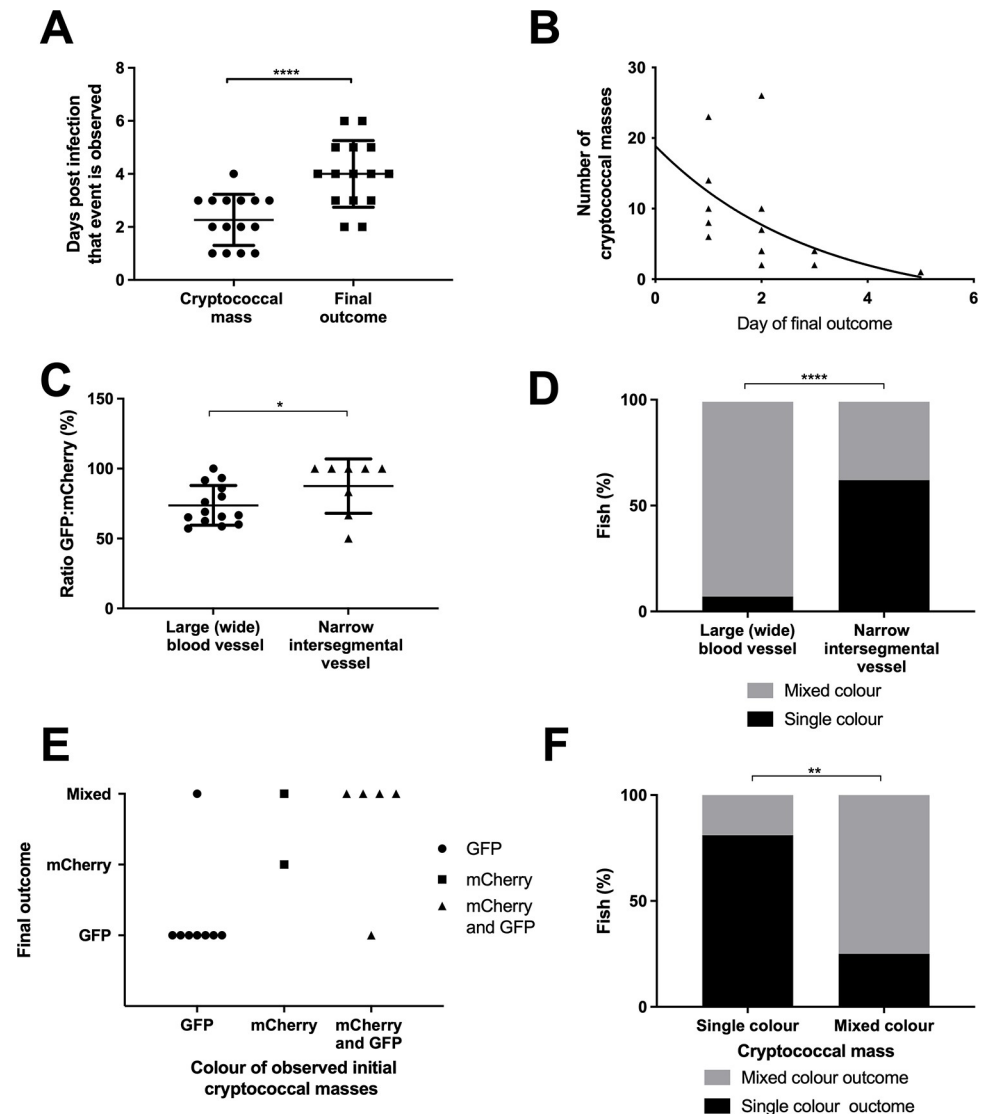 A
Days post infection
that event is observed
8
6
4
2
0
****
Cryptococcal
mass
Final
outcome
B
Number of
cryptococcal masses
30
20
10
0
0
2
4
6
Day of final outcome
C
Ratio GFP:mCherry (%)
150
100
50
0
*
Large (wide)
blood vessel
Narrow
intersegmental
vessel
D
Fish (%)
100
50
0
****
Large (wide)
blood vessel
Narrow
intersegmental
vessel
Mixed colour
Single colour
E
Final outcome
Mixed
mCherry
GFP
GFP
mCherry
mCherry
and GFP
Colour of observed initial
cryptococcal masses
GFP
mCherry
mCherry
and GFP
F
Fish (%)
100
50
0
**
Single colour
Mixed colour
Cryptococcal mass
Mixed colour outcome
Single colour ouctome